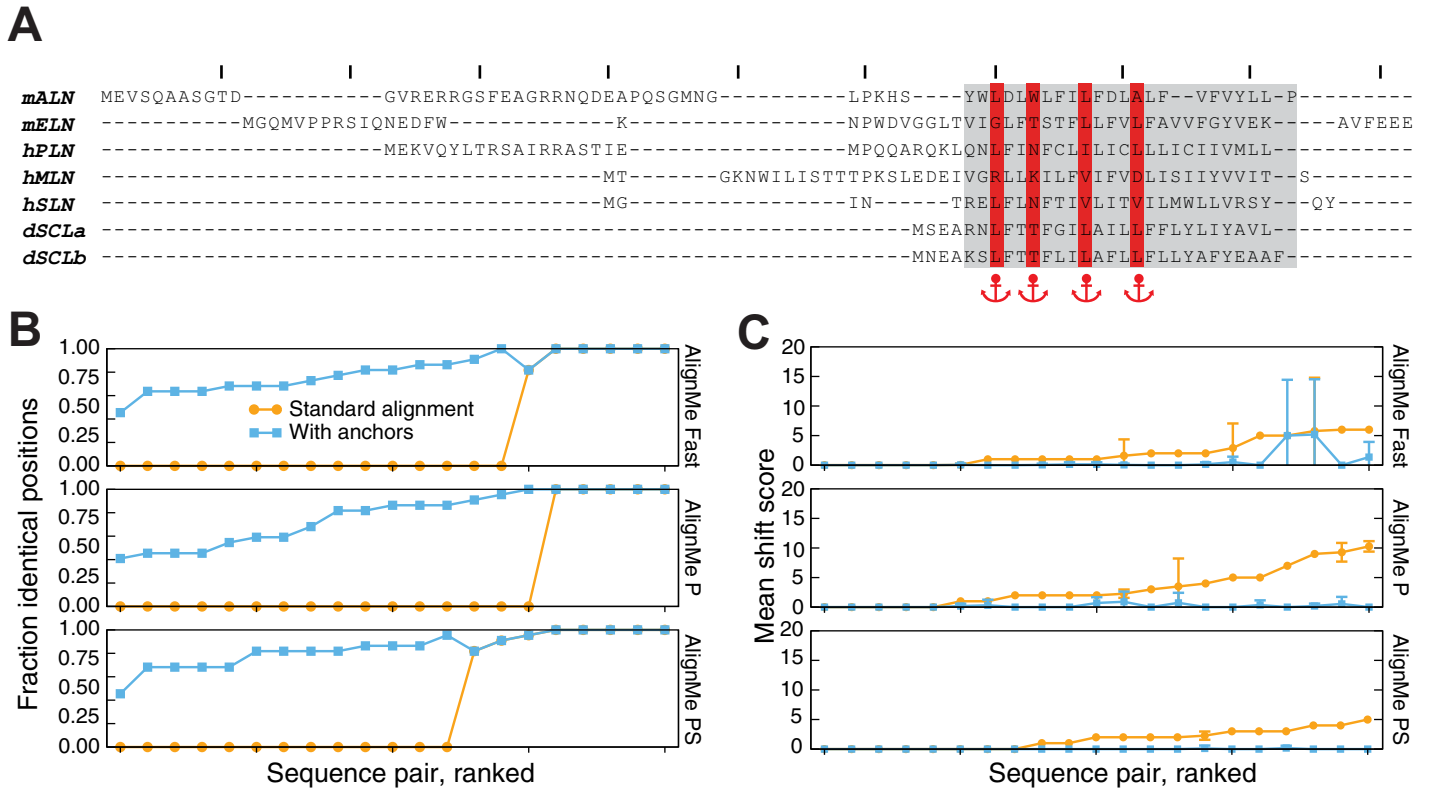 A
mALN MEVSQAASGTD-----------GVRERRGSFEAGRRNQDEAPQSGMNG----------LPKHS----YWLDLWLFILFDLALF--VFVYLL-P---------
mELN -----------MGQMVPPRSIQNEDFW-------------K-----------------NPWDVGGLTVIGLFTSTFLLFVLFAVVFGYVEK-----AVFEEE
hPLN ----------------------MEKVQYLTRSAIRRASTIE-----------------MPQQARQKLQNLFINFCLILICLLLICIIVMLL-----------
hMLN ---------------------------------------MT-------GKNWILISTTTPKSLEDEIVGRLLKILFVIFVDLISIIYVVIT--S--------
hSLN ---------------------------------------MG-----------------IN------TRELFLNFTIVLITVILMWLLVRSY---QY------
dSCLa ---------------------------------------------------------------MSEARNLFTTFGILAILLFFLYLIYAVL-----------
dSCLb ---------------------------------------------------------------MNEAKSLFTTFLILAFLLFLLYAFYEAAF----------
B
Fraction identical positions
1.00
0.75
0.50
0.25
0.00
Standard alignment
With anchors
AlignMe Fast
1.00
0.75
0.50
0.25
0.00
AlignMe P
1.00
0.75
0.50
0.25
0.00
AlignMe PS
Sequence pair, ranked
C
Mean shift score
20
15
10
5
0
AlignMe Fast
20
15
10
5
0
AlignMe P
20
15
10
5
0
AlignMe PS
Sequence pair, ranked